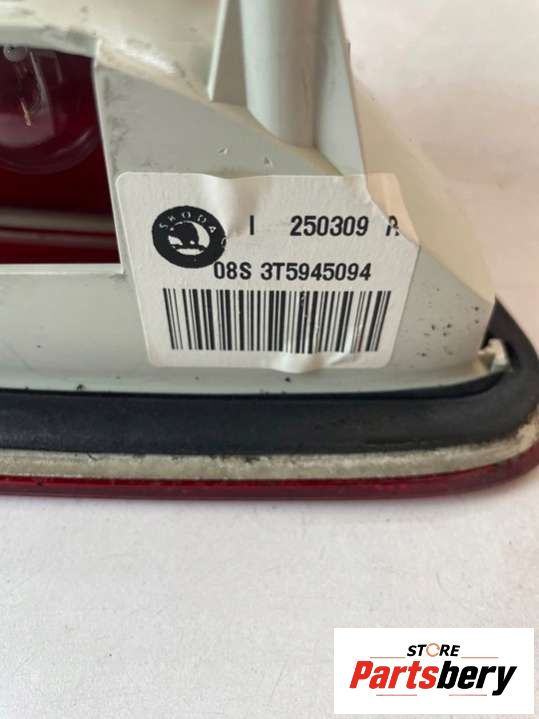 ŠKODA
I 250309 A
08S 3T5945094
STORE
Partsbery